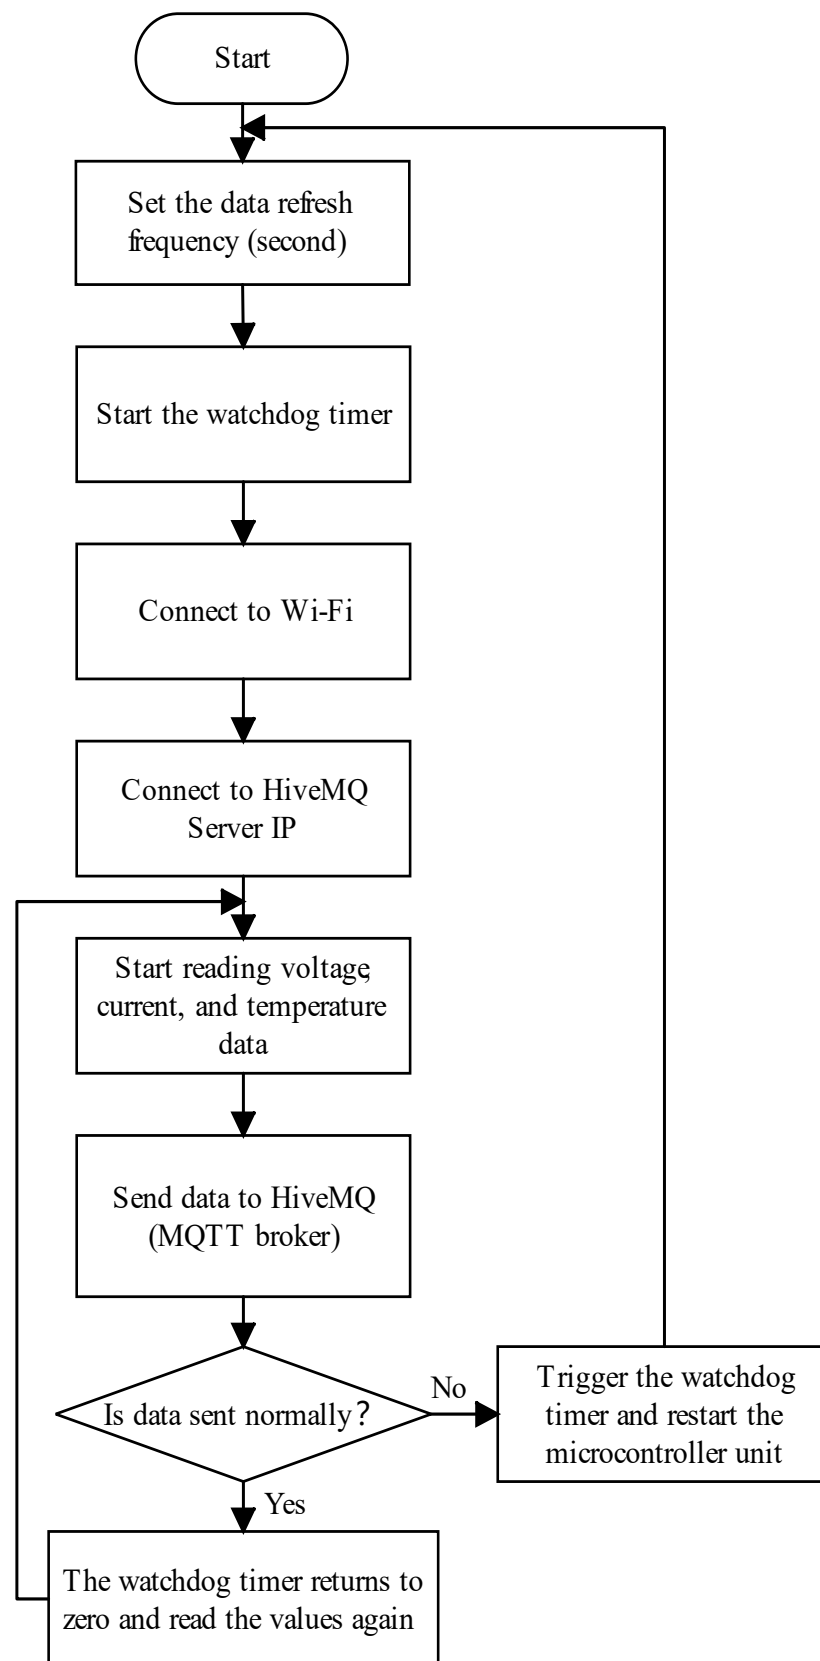 Start
Set the data refresh
frequency (second)
Start the watchdog timer
Connect to Wi-Fi
Connect to HiveMQ
Server IP
Start reading voltage,
current, and temperature
data
Send data to HiveMQ
(MQTT broker)
Is data sent normally?
No
Trigger the watchdog
timer and restart the
microcontroller unit
Yes
The watchdog timer returns to
zero and read the values again